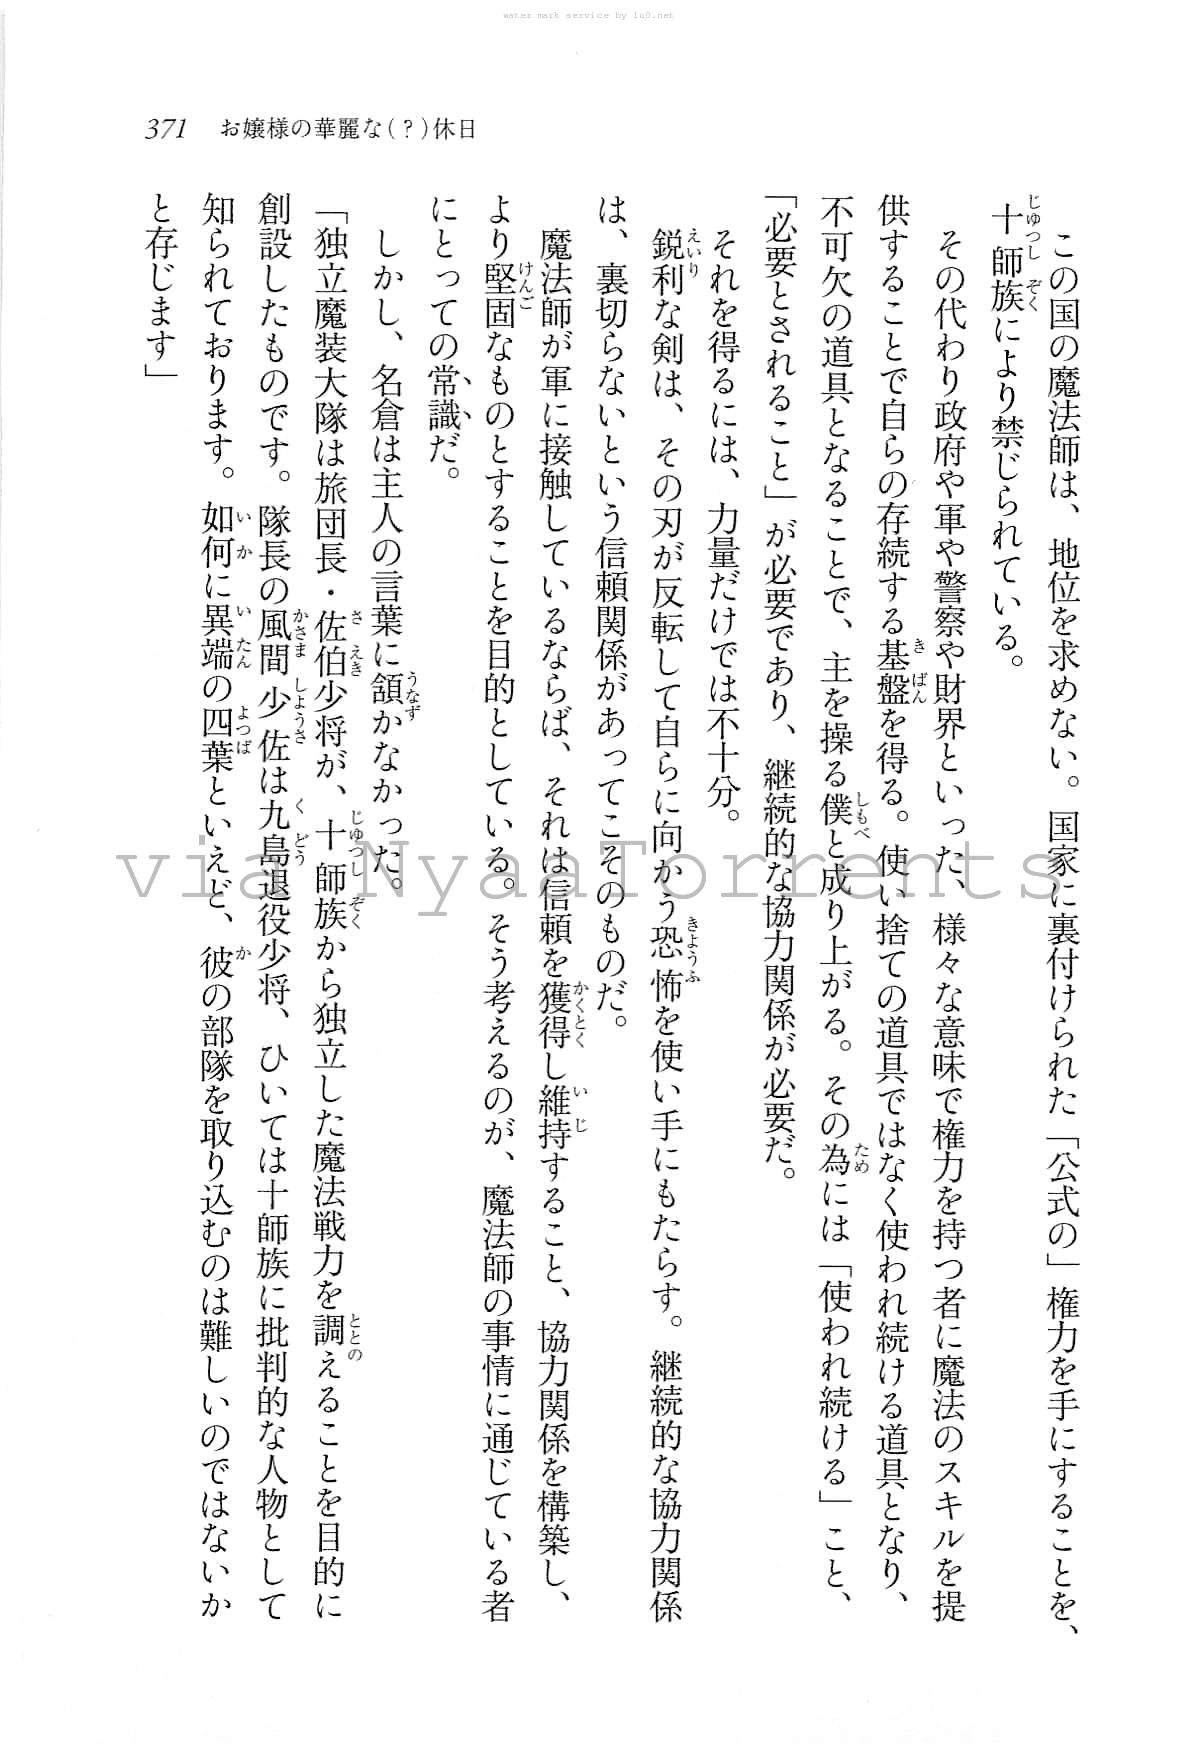 water mark service by lu0.net
371 お嬢様の華麗な(？)休日
この国の魔法師は、地位を求めない。国家に裏付けられた「公式の」権力を手にすることを、
十師族により禁じられている。
その代わり政府や軍や警察や財界といった、様々な意味で権力を持つ者に魔法のスキルを提
供することで自らの存続する基盤を得る。使い捨ての道具ではなく使われ続ける道具となり、
不可欠の道具となることで、主を操る僕と成り上がる。その為には「使われ続ける」こと、
「必要とされること」が必要であり、継続的な協力関係が必要だ。
それを得るには、力量だけでは不十分。
鋭利な剣は、その刃が反転して自らに向かう恐怖を使い手にもたらす。継続的な協力関係
は、裏切らないという信頼関係があってこそのものだ。
魔法師が軍に接触しているならば、それは信頼を獲得し維持すること、協力関係を構築し、
より堅固なものとすることを目的としている。そう考えるのが、魔法師の事情に通じている者
にとっての常識だ。
しかし、名倉は主人の言葉に頷かなかった。
「独立魔装大隊は旅団長・佐伯少将が、十師族から独立した魔法戦力を調えることを目的に
創設したものです。隊長の風間少佐は九島退役少将、ひいては十師族に批判的な人物として
知られております。如何に異端の四葉といえど、彼の部隊を取り込むのは難しいのではないか
と存じます」
via NyaaTorrents